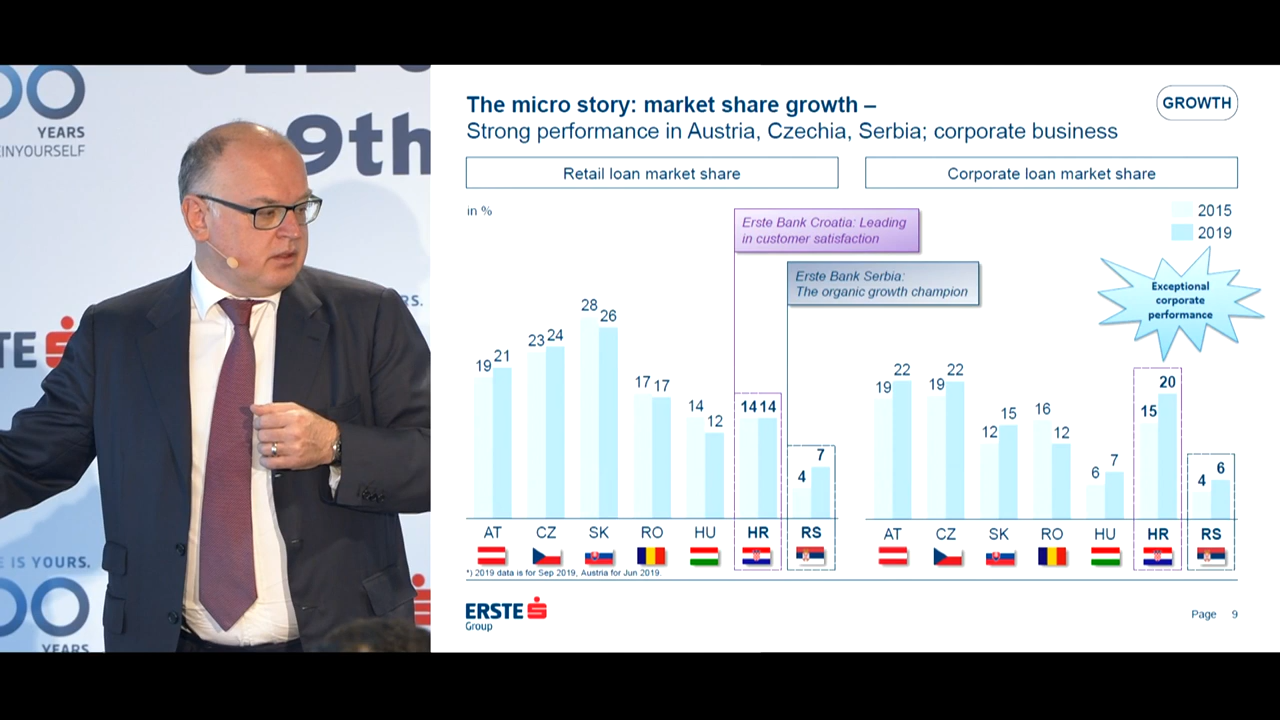 YEARS
EINYOURSELF
9th
RS.
TE
E IS YOURS.
YEARS
The micro story: market share growth –
Strong performance in Austria, Czechia, Serbia; corporate business
GROWTH
Retail loan market share
in %
Erste Bank Croatia: Leading
in customer satisfaction
Erste Bank Serbia:
The organic growth champion
19 21 23 24 28 26 17 17 14 12 14 14 4 7
AT CZ SK RO HU HR RS
*) 2019 data is for Sep 2019, Austria for Jun 2019.
Corporate loan market share
2015
2019
Exceptional
corporate
performance
19 22 19 22 12 15 16 12 6 7 15 20 4 6
AT CZ SK RO HU HR RS
ERSTE
Group
Page 9